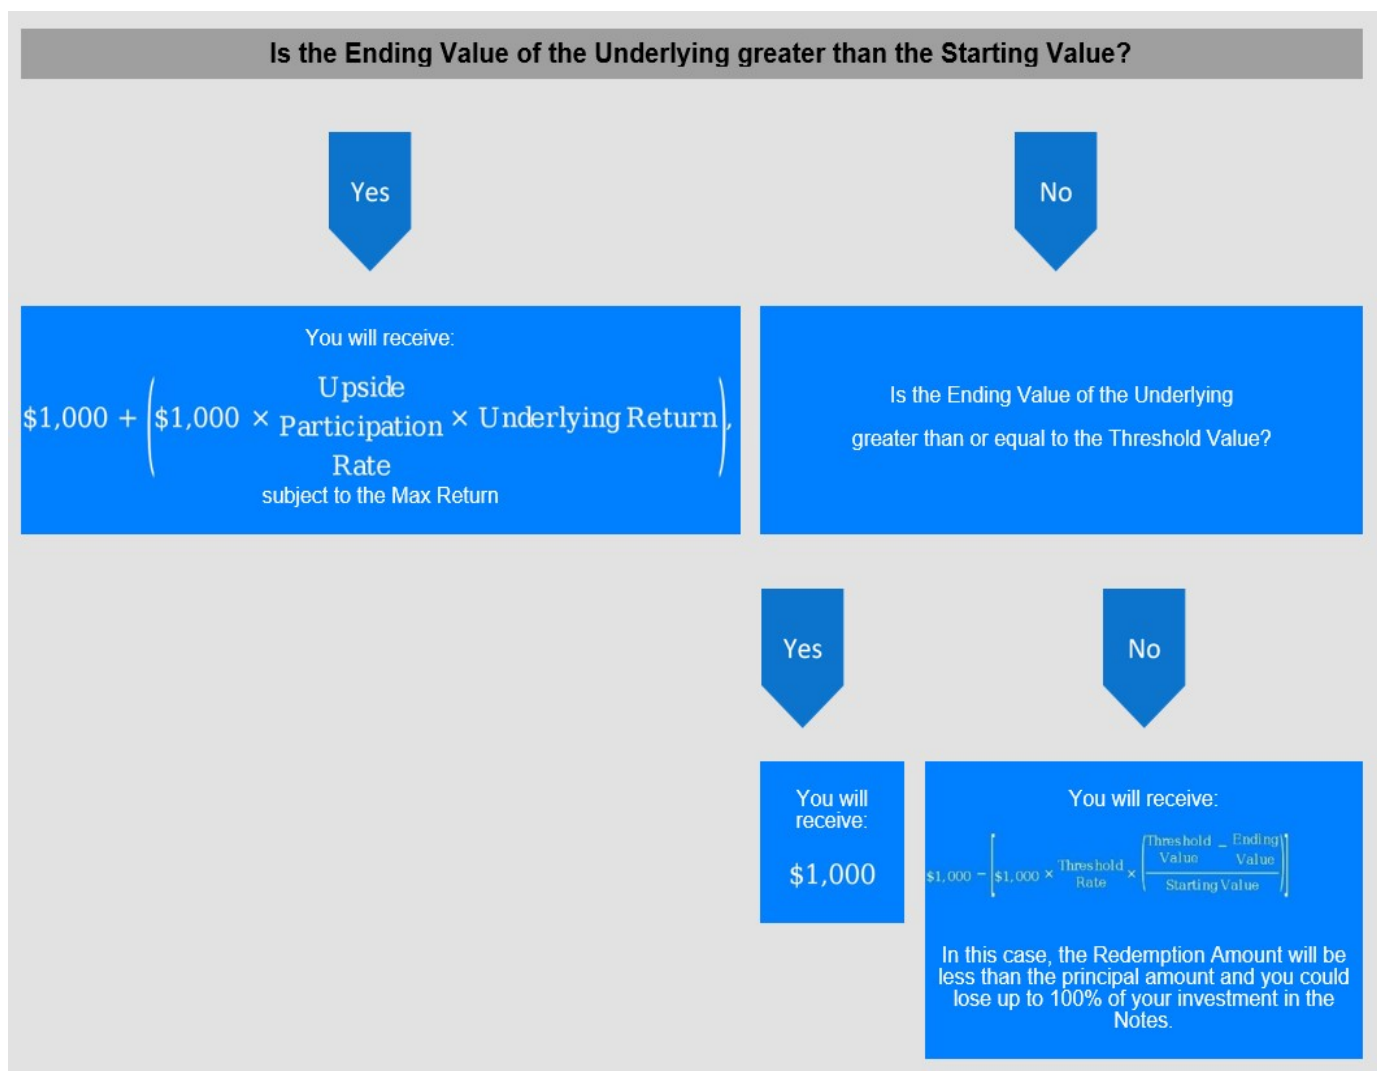 Is the Ending Value of the Underlying greater than the Starting Value?
Yes
No
You will receive:
$1,000 + ($1,000 × Upside Participation Rate × Underlying Return),
subject to the Max Return
Is the Ending Value of the Underlying
greater than or equal to the Threshold Value?
Yes
No
You will
receive:
$1,000
You will receive:
$1,000 − [$1,000 × Threshold Rate × (Threshold Value − Ending Value / Starting Value)]
In this case, the Redemption Amount will be
less than the principal amount and you could
lose up to 100% of your investment in the
Notes.